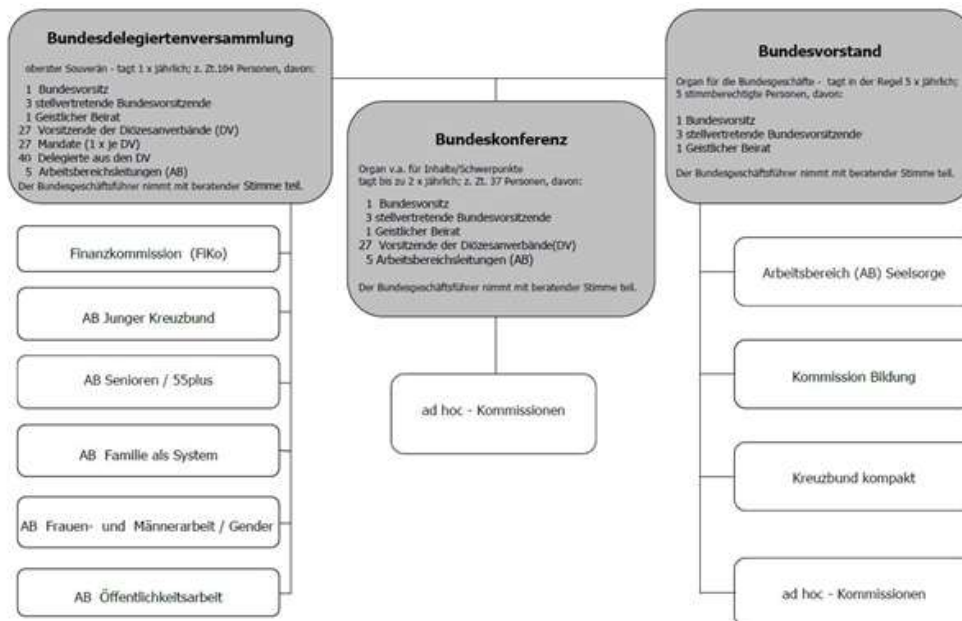 Bundesdelegiertenversammlung
oberster Souverän - tagt 1 x jährlich; z. Zt.104 Personen, davon:
1 Bundesvorsitz
3 stellvertretende Bundesvorsitzende
1 Geistlicher Beirat
27 Vorsitzende der Diözesanverbände (DV)
27 Mandate (1 x je DV)
40 Delegierte aus den DV
5 Arbeitsbereichsleitungen (AB)
Der Bundesgeschäftsführer nimmt mit beratender Stimme teil.
Finanzkommission (FiKo)
AB Junger Kreuzbund
AB Senioren / 55plus
AB Familie als System
AB Frauen- und Männerarbeit / Gender
AB Öffentlichkeitsarbeit
Bundeskonferenz
Organ v.a. für Inhalte/Schwerpunkte
tagt bis zu 2 x jährlich; z. Zt. 37 Personen, davon:
1 Bundesvorsitz
3 stellvertretende Bundesvorsitzende
1 Geistlicher Beirat
27 Vorsitzende der Diözesanverbände(DV)
5 Arbeitsbereichsleitungen (AB)
Der Bundesgeschäftsführer nimmt mit beratender Stimme teil.
ad hoc - Kommissionen
Bundesvorstand
Organ für die Bundesgeschäfte - tagt in der Regel 5 x jährlich;
5 stimmberechtigte Personen, davon:
1 Bundesvorsitz
3 stellvertretende Bundesvorsitzende
1 Geistlicher Beirat
Der Bundesgeschäftsführer nimmt mit beratender Stimme teil.
Arbeitsbereich (AB) Seelsorge
Kommission Bildung
Kreuzbund kompakt
ad hoc - Kommissionen